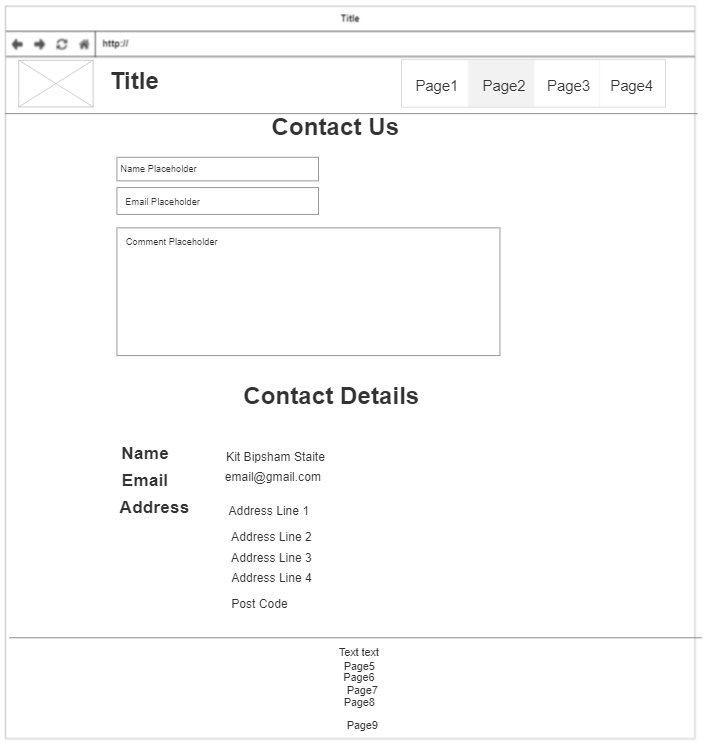 Title
http://
Title
Page1 Page2 Page3 Page4
Contact Us
Name Placeholder
Email Placeholder
Comment Placeholder
Contact Details
Name Kit Bipsham Staite
Email email@gmail.com
Address Address Line 1
Address Line 2
Address Line 3
Address Line 4
Post Code
Text text
Page5
Page6
Page7
Page8
Page9